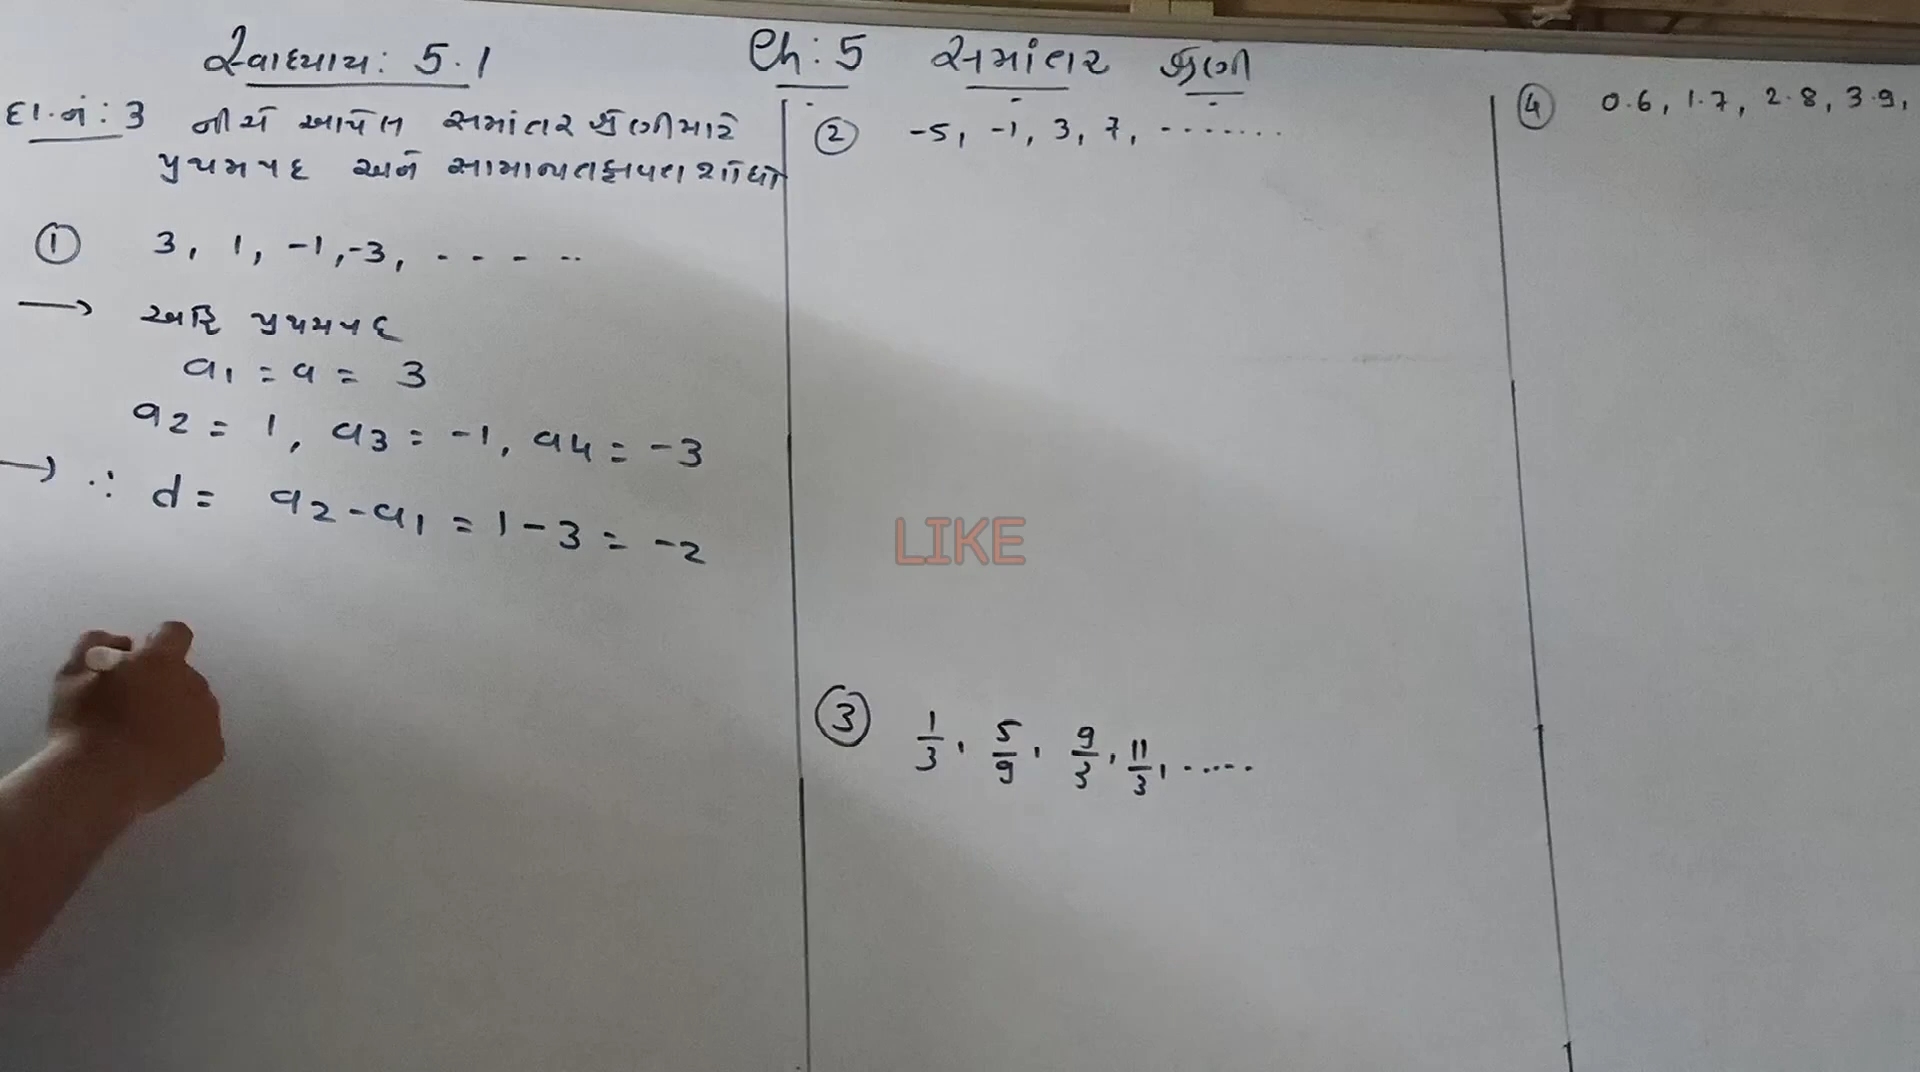 સ્વાધ્યાય: 5.1
Ch: 5 સમાંતર શ્રેણી
દા.નં: 3 નીચે આપેલ સમાંતર શ્રેણી માટે
પ્રથમ પદ અને સામાન્ય તફાવત શોધો
① 3, 1, -1, -3, - - - - -
→ અહિ પ્રથમ પદ
a1 = a = 3
a2 = 1, a3 = -1, a4 = -3
→ ∴ d = a2 - a1 = 1 - 3 = -2
② -5, -1, 3, 7, .......
LIKE
③ 1/3, 5/9, 9/3, 11/3, .....
④ 0.6, 1.7, 2.8, 3.9,